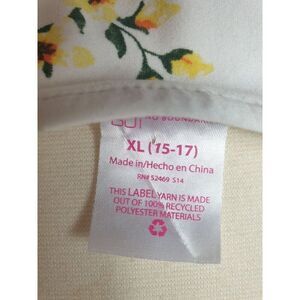 XL (15-17)
Made in/Hecho en China
RN# 52469 S14
THIS LABEL YARN IS MADE
OUT OF 100% RECYCLED
POLYESTER MATERIALS